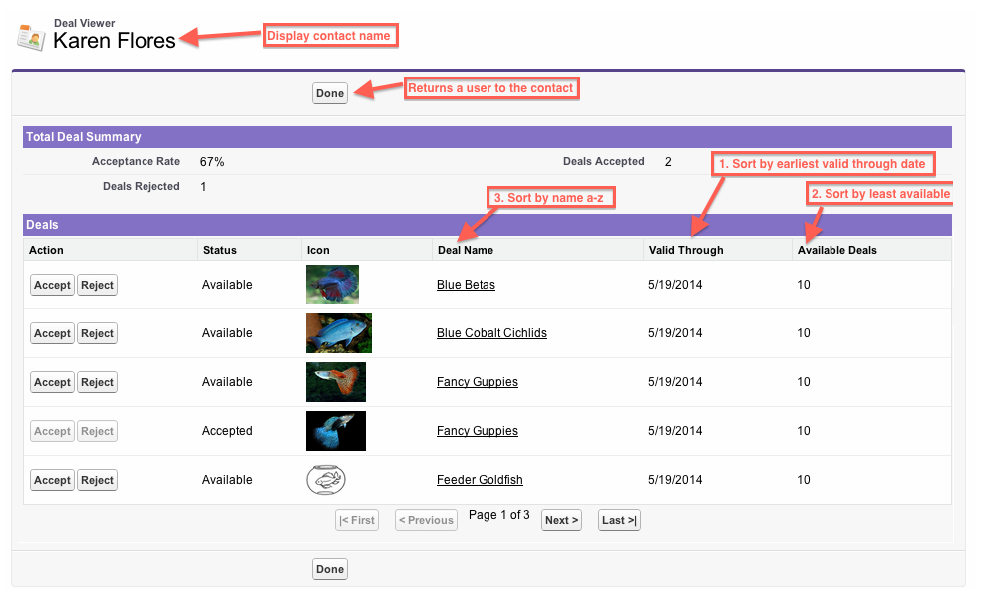 Deal Viewer
Karen Flores
Display contact name
Done
Returns a user to the contact
Total Deal Summary
Acceptance Rate 67% Deals Accepted 2
1. Sort by earliest valid through date
Deals Rejected 1
3. Sort by name a-z
2. Sort by least available
Deals
Action Status Icon Deal Name Valid Through Available Deals
Accept Reject Available Blue Betas 5/19/2014 10
Accept Reject Available Blue Cobalt Cichlids 5/19/2014 10
Accept Reject Available Fancy Guppies 5/19/2014 10
Accept Reject Accepted Fancy Guppies 5/19/2014 10
Accept Reject Available Feeder Goldfish 5/19/2014 10
|< First < Previous Page 1 of 3 Next > Last >|
Done